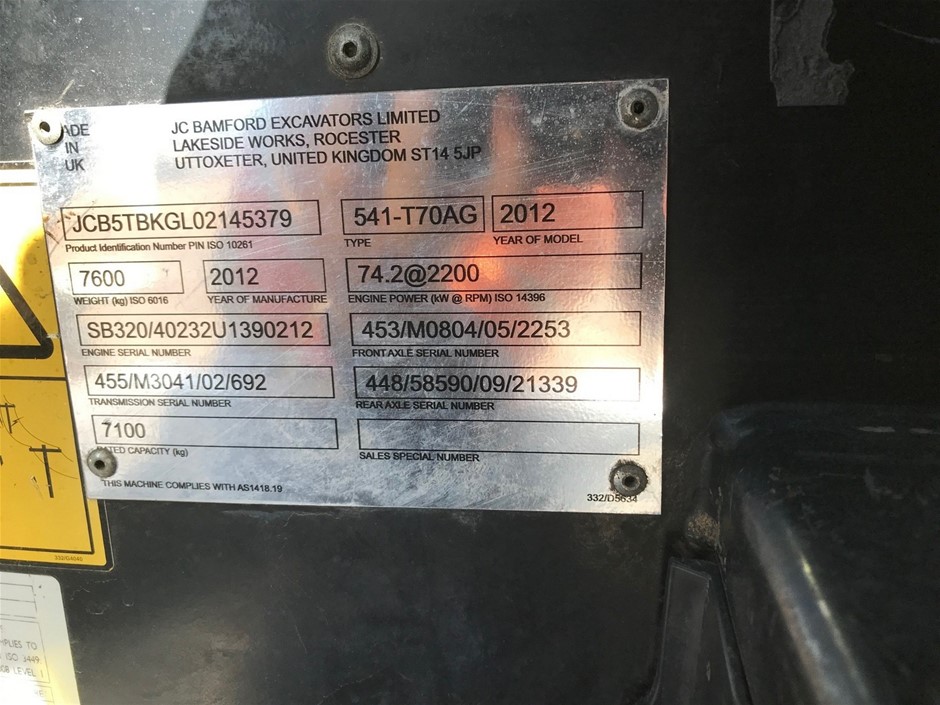 MADE IN UK
JC BAMFORD EXCAVATORS LIMITED
LAKESIDE WORKS, ROCESTER
UTTOXETER, UNITED KINGDOM ST14 5JP
JCB5TBKGL02145379
Product Identification Number PIN ISO 10261
541-T70AG
TYPE
2012
YEAR OF MODEL
7600
WEIGHT (kg) ISO 6016
2012
YEAR OF MANUFACTURE
74.2@2200
ENGINE POWER (kW @ RPM) ISO 14396
SB320/40232U1390212
ENGINE SERIAL NUMBER
453/M0804/05/2253
FRONT AXLE SERIAL NUMBER
455/M3041/02/692
TRANSMISSION SERIAL NUMBER
448/58590/09/21339
REAR AXLE SERIAL NUMBER
7100
RATED CAPACITY (kg)
SALES SPECIAL NUMBER
THIS MACHINE COMPLIES WITH AS1418.19
332/D5634
TO
ISO 3449
LEVEL I